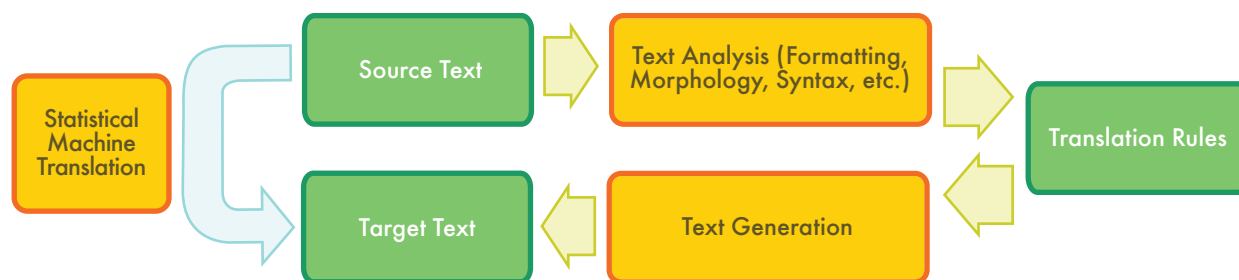 Statistical
Machine
Translation
Source Text
Text Analysis (Formatting,
Morphology, Syntax, etc.)
Translation Rules
Text Generation
Target Text